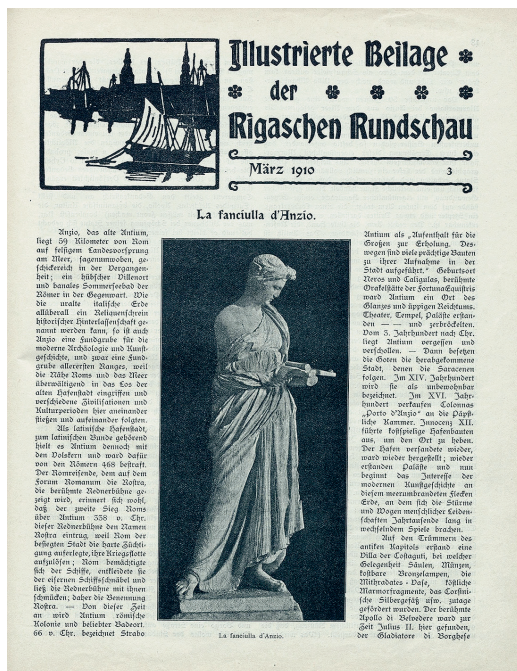 Illustrierte Beilage
der
Rigaschen Rundschau
März 1910
3
La fanciulla d'Anzio.
Anzio, das alte Antium,
liegt 59 Kilometer von Rom
auf felsigem Landesvorsprung
am Meer, sagenumwoben, ge-
schichtereich in der Vergangen-
heit; ein hübscher Villenort
und banales Sommerseebad der
Römer in der Gegenwart. Wie
die uralte italische Erde
allüberall ein Reliquienschrein
historischer Hinterlassenschaft ge-
nannt werden kann, so ist auch
Anzio eine Fundgrube für die
moderne Archäologie und Kunst-
geschichte, und zwar eine Fund-
grube allerersten Ranges, weil
die Nähe Roms und das Meer
überwältigend in das Los der
alten Hafenstadt eingriffen und
verschiedene Zivilisationen und
Kulturperioden hier aneinander
stießen und aufeinander folgten.
Als latinische Hafenstadt,
zum latinischen Bunde gehörend
hielt es Antium dennoch mit
den Volskern und ward dafür
von den Römern 468 bestraft.
Der Romreisende, dem auf dem
Forum Romanum die Rostra,
die berühmte Rednerbühne ge-
zeigt wird, erinnert sich wohl,
daß der zweite Sieg Roms
über Antium 338 v. Chr.
dieser Rednerbühne den Namen
Rostra eintrug, weil Rom der
besiegten Stadt die harte Züchti-
gung auferlegte, ihre Kriegsflotte
aufzulösen; Rom bemächtigte
sich der Schiffe, entkleidete sie
der eisernen Schiffsschnäbel und
ließ die Rednerbühne mit ihnen
schmücken; daher die Benennung
Rostra. — Von dieser Zeit
an wird Antium römische
Kolonie und beliebter Badeort.
66 v. Chr. bezeichnet Strabo
La fanciulla d'Anzio.
Antium als „Aufenthalt für die
Großen zur Erholung. Des-
wegen sind viele prächtige Bauten
zu ihrer Aufnahme in der
Stadt aufgeführt.“ Geburtsort
Neros und Caligulas, berühmte
Orakelstätte der Fortuna Equistris
ward Antium ein Ort des
Glanzes und üppigen Reichtums.
Theater, Tempel, Paläste erstan-
den — — und zerbröckelten.
Vom 3. Jahrhundert nach Chr.
liegt Antium vergessen und
verschollen. — Dann besetzen
die Goten die herabgekommene
Stadt, denen die Saracenen
folgen. Im XIV. Jahrhundert
wird sie als unbewohnbar
bezeichnet. Im XVI. Jahr-
hundert verkaufen Colonnas
„Porto d'Anzio“ an die Päpst-
liche Kammer. Innocenz XII.
führte kostspielige Hafenbauten
aus, um den Ort zu heben.
Der Hafen versandete wieder,
ward wieder hergestellt; wieder
erstanden Paläste und nun
beginnt das Interesse der
modernen Kunstgeschichte an
diesem meerumbrandeten Flecken
Erde, an dem sich die Stürme
und Wogen menschlicher Leiden-
schaften Jahrtausende lang in
wechselndem Spiele brachen.
Auf den Trümmern des
antiken Kapitols erstand eine
Villa der Costaguti, bei welcher
Gelegenheit Säulen, Münzen,
kostbare Bronzelampen, die
Mithradates-Vase, köstliche
Marmorfragmente, das Corsini-
sche Silbergefäß usw. zutage
gefördert wurden. Der berühmte
Apollo di Belvedere ward zur
Zeit Julius II. hier gefunden,
der Gladiatore di Borghese